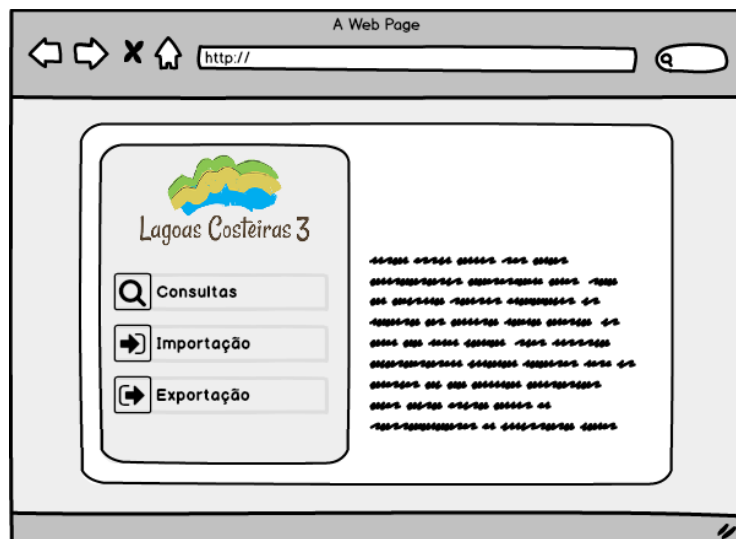 A Web Page
http://
Lagoas Costeiras 3
Consultas
Importação
Exportação